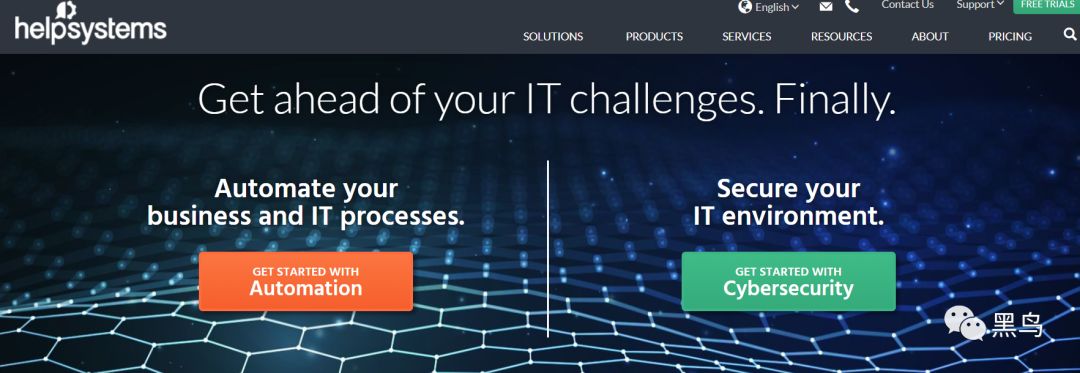 helpsystems
English
Contact Us
Support
FREE TRIALS
SOLUTIONS
PRODUCTS
SERVICES
RESOURCES
ABOUT
PRICING
Get ahead of your IT challenges. Finally.
Automate your
business and IT processes.
GET STARTED WITH
Automation
Secure your
IT environment.
GET STARTED WITH
Cybersecurity
黑鸟